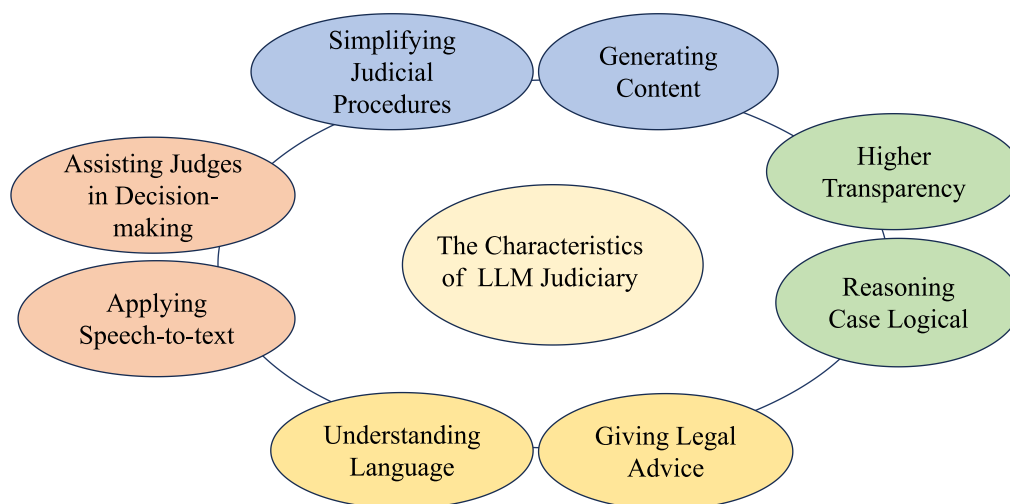 Simplifying
Judicial
Procedures
Generating
Content
Assisting Judges
in Decision-
making
Higher
Transparency
The Characteristics
of LLM Judiciary
Applying
Speech-to-text
Reasoning
Case Logical
Understanding
Language
Giving Legal
Advice